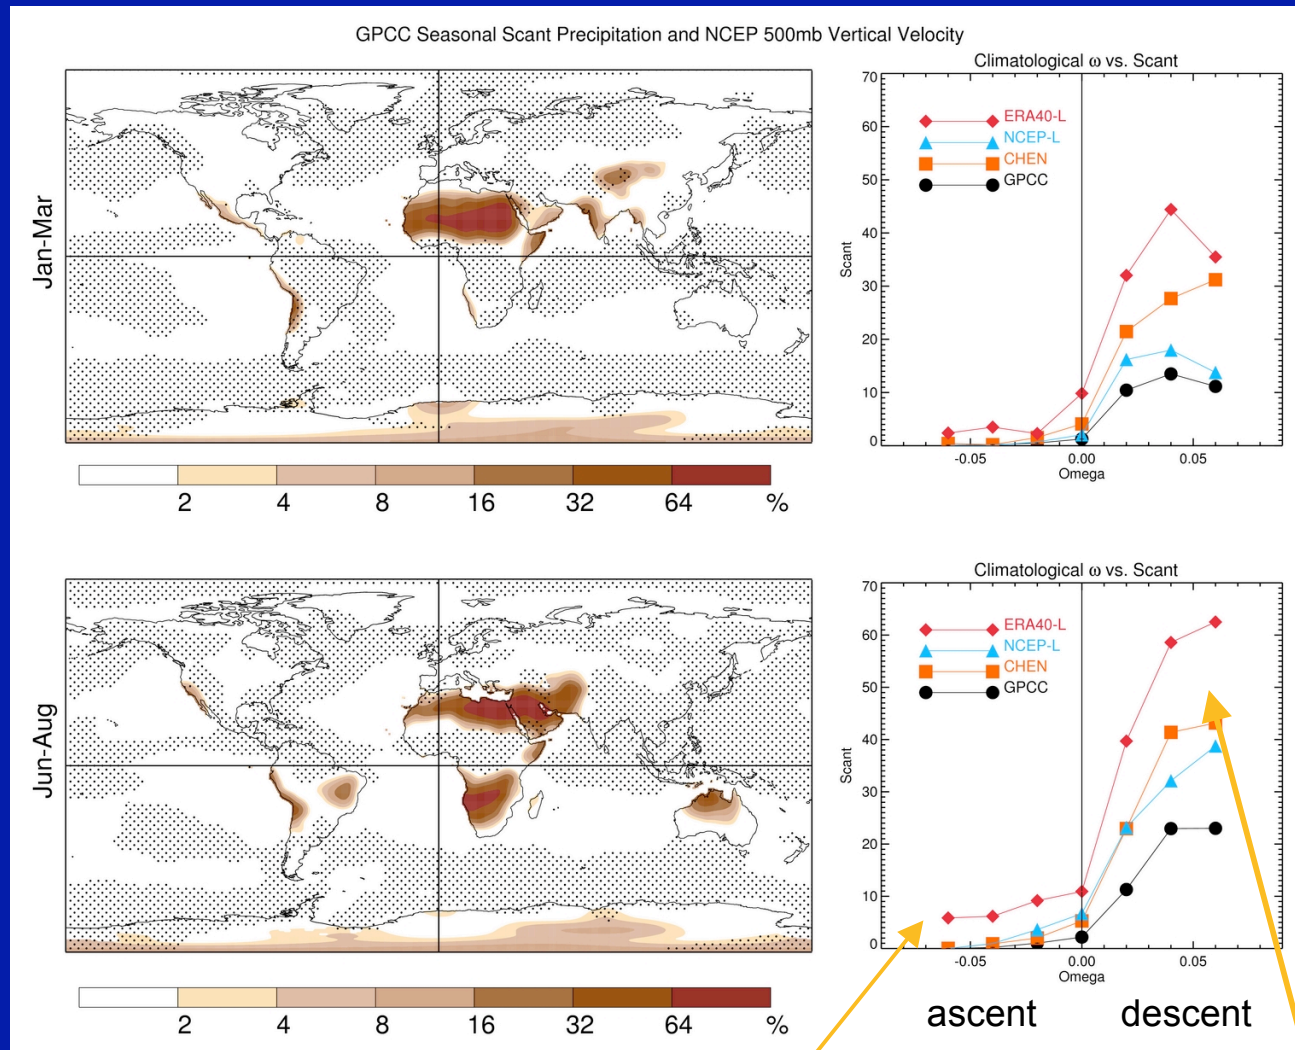 GPCC Seasonal Scant Precipitation and NCEP 500mb Vertical Velocity
Jan-Mar
2 4 8 16 32 64 %
Climatological ω vs. Scant
70
60
50
40
30
20
10
0
Scant
ERA40-L
NCEP-L
CHEN
GPCC
-0.05 0.00 0.05
Omega
Jun-Aug
2 4 8 16 32 64 %
Climatological ω vs. Scant
70
60
50
40
30
20
10
0
Scant
ERA40-L
NCEP-L
CHEN
GPCC
-0.05 0.00 0.05
Omega
ascent descent